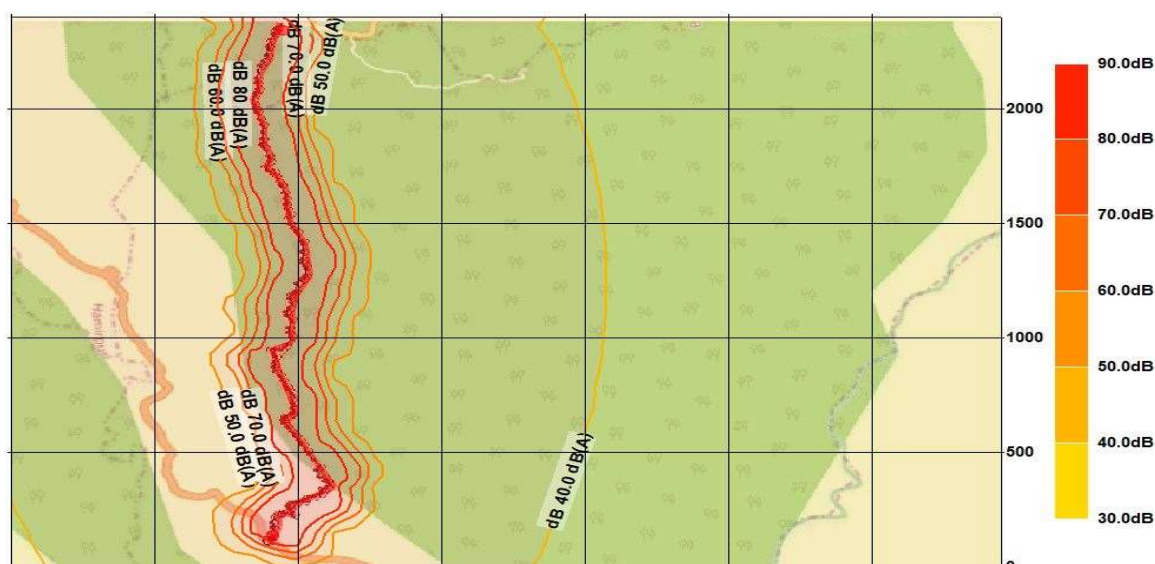 dB 70.0 dB(A)
dB 50.0 dB(A)
dB 80 dB(A)
dB 60.0 dB(A)
90.0dB
80.0dB
70.0dB
60.0dB
50.0dB
40.0dB
30.0dB
2000
1500
1000
500
0
dB 70.0 dB(A)
dB 50.0 dB(A)
dB 40.0 dB(A)